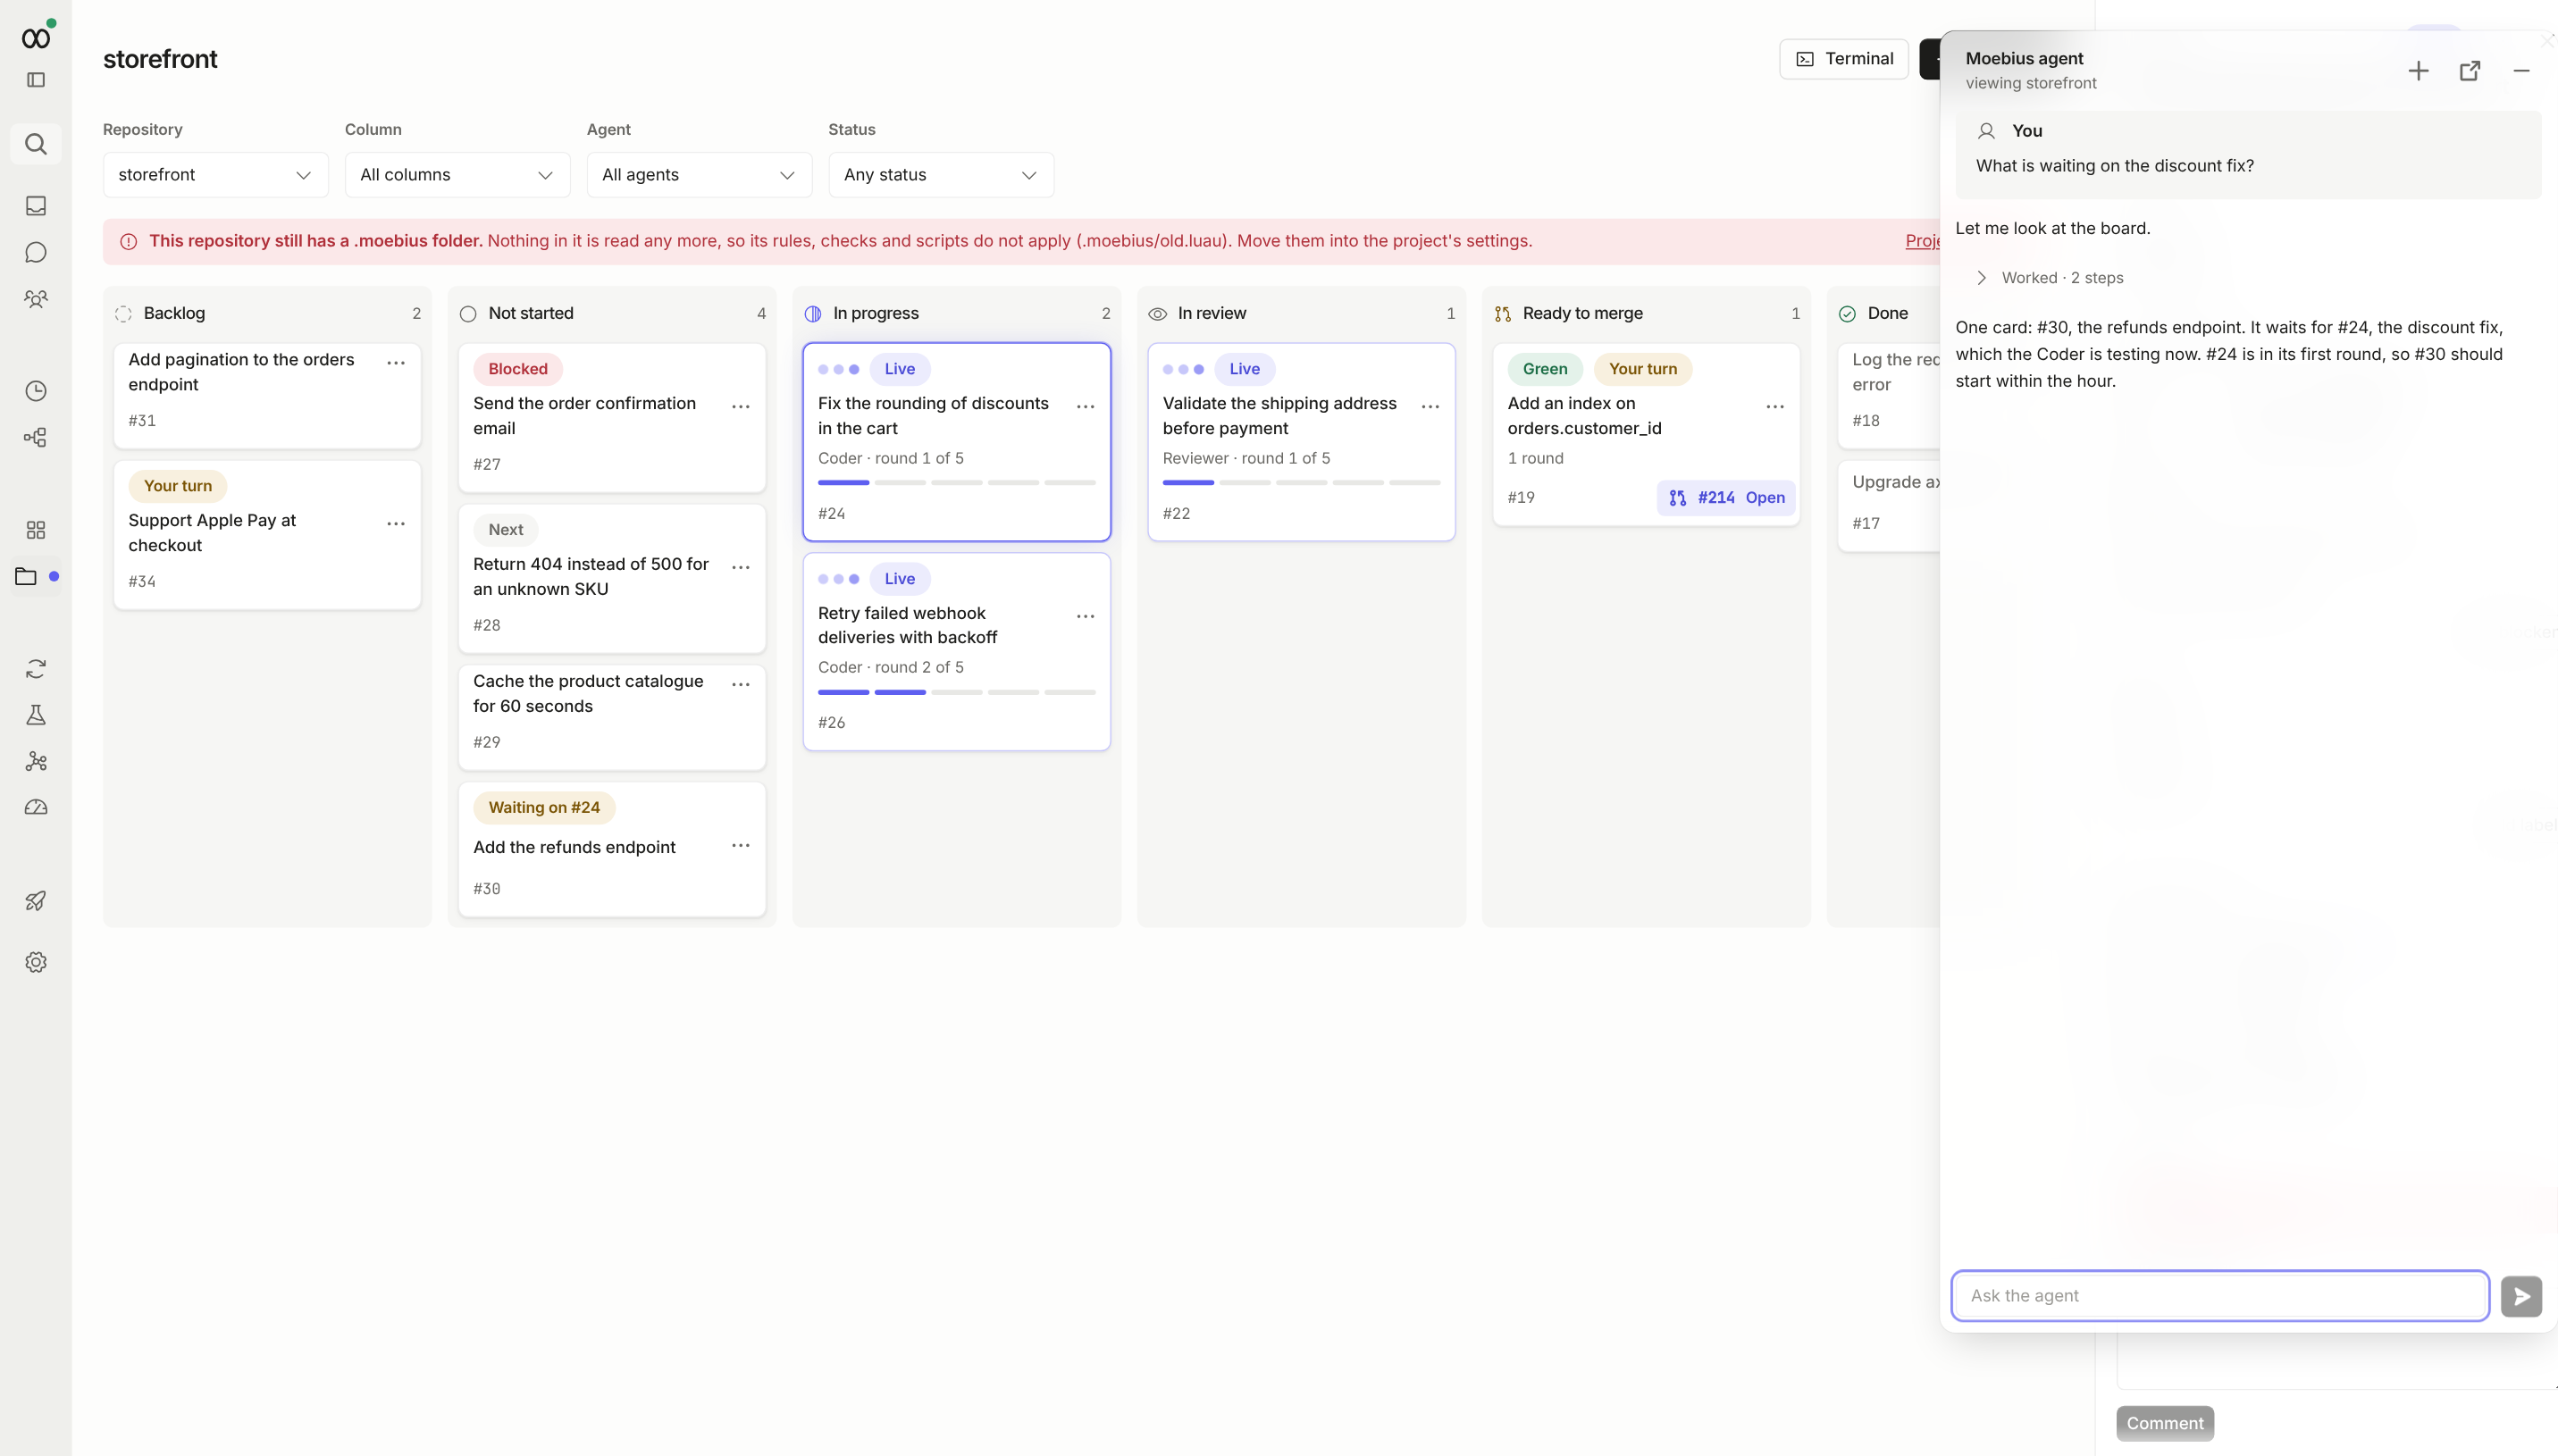 storefront
Terminal
Repository
Column
Agent
Status
storefront
All columns
All agents
Any status
This repository still has a .moebius folder. Nothing in it is read any more, so its rules, checks and scripts do not apply (.moebius/old.luau). Move them into the project's settings.
Backlog 2
Add pagination to the orders
endpoint
#31
Your turn
Support Apple Pay at
checkout
#34
Not started 4
Blocked
Send the order confirmation
email
#27
Next
Return 404 instead of 500 for
an unknown SKU
#28
Cache the product catalogue
for 60 seconds
#29
Waiting on #24
Add the refunds endpoint
#30
In progress 2
Live
Fix the rounding of discounts
in the cart
Coder · round 1 of 5
#24
Live
Retry failed webhook
deliveries with backoff
Coder · round 2 of 5
#26
In review 1
Live
Validate the shipping address
before payment
Reviewer · round 1 of 5
#22
Ready to merge 1
Green Your turn
Add an index on
orders.customer_id
1 round
#19 #214 Open
Done
Log the
error
#18
Upgrade
#17
Moebius agent
viewing storefront
You
What is waiting on the discount fix?
Let me look at the board.
Worked · 2 steps
One card: #30, the refunds endpoint. It waits for #24, the discount fix,
which the Coder is testing now. #24 is in its first round, so #30 should
start within the hour.
Ask the agent
Comment